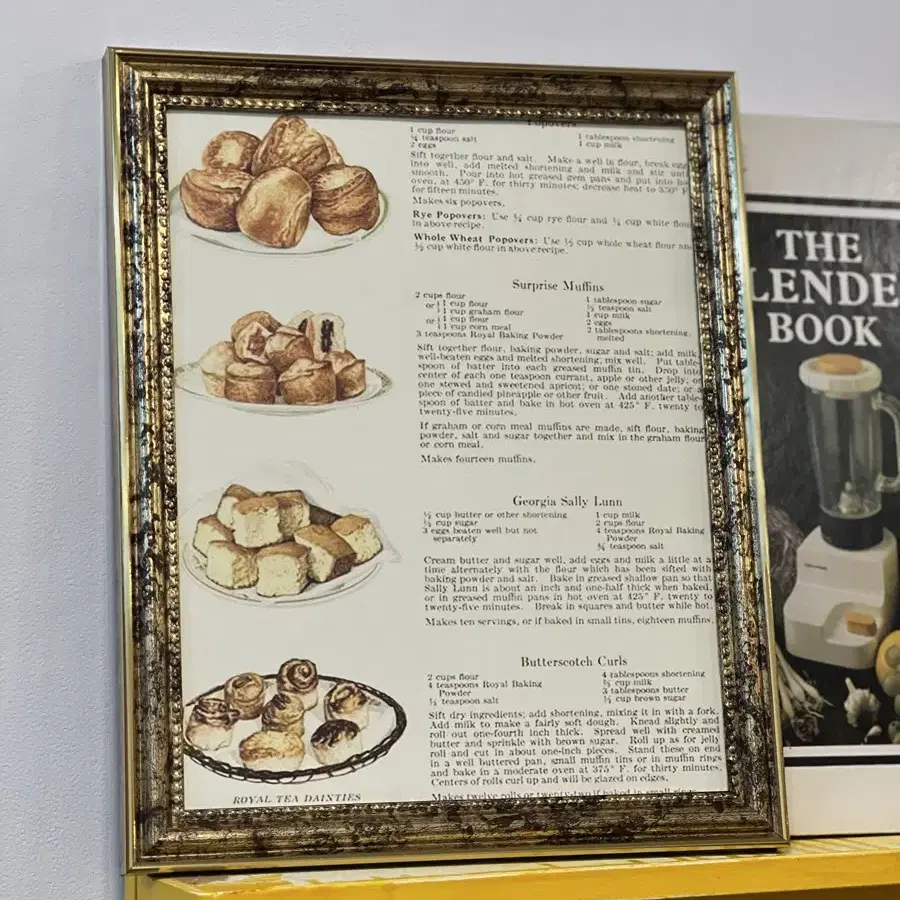 Popovers
1 cup flour
¼ teaspoon salt
2 eggs
1 tablespoon shortening
1 cup milk
Sift together flour and salt. Make a well in flour, break egg
into well, add melted shortening and milk and stir until
smooth. Pour into hot greased gem pans and put into hot
oven, at 450° F. for thirty minutes; decrease heat to 350° F.
for fifteen minutes.
Makes six popovers.
Rye Popovers: Use ¾ cup rye flour and ¼ cup white flour
in above recipe.
Whole Wheat Popovers: Use ½ cup whole wheat flour and
½ cup white flour in above recipe.
Surprise Muffins
2 cups flour
or 1 cup flour
1 cup graham flour
or 1 cup flour
1 cup corn meal
3 teaspoons Royal Baking Powder
1 tablespoon sugar
½ teaspoon salt
1 cup milk
2 eggs
2 tablespoons shortening,
melted
Sift together flour, baking powder, sugar and salt; add milk,
well-beaten eggs and melted shortening; mix well. Put table-
spoon of batter into each greased muffin tin. Drop into
center of each one teaspoon currant, apple or other jelly; or
one stewed and sweetened apricot; or one stoned date; or a
piece of candied pineapple or other fruit. Add another table-
spoon of batter and bake in hot oven at 425° F. twenty to
twenty-five minutes.
If graham or corn meal muffins are made, sift flour, baking
powder, salt and sugar together and mix in the graham flour
or corn meal.
Makes fourteen muffins.
Georgia Sally Lunn
½ cup butter or other shortening
½ cup sugar
3 eggs beaten well but not
separately
1 cup milk
2 cups flour
4 teaspoons Royal Baking
Powder
¾ teaspoon salt
Cream butter and sugar well, add eggs and milk a little at a
time alternately with the flour which has been sifted with
baking powder and salt. Bake in greased shallow pan so that
Sally Lunn is about an inch and one-half thick when baked,
or in greased muffin pans in hot oven at 425° F. twenty to
twenty-five minutes. Break in squares and butter while hot.
Makes ten servings, or if baked in small tins, eighteen muffins.
Butterscotch Curls
2 cups flour
4 teaspoons Royal Baking
Powder
½ teaspoon salt
4 tablespoons shortening
⅔ cup milk
3 tablespoons butter
½ cup brown sugar
Sift dry ingredients; add shortening, mixing it in with a fork.
Add milk to make a fairly soft dough. Knead slightly and
roll out one-fourth inch thick. Spread well with creamed
butter and sprinkle with brown sugar. Roll up as for jelly
roll and cut in about one-inch pieces. Stand these on end
in a well buttered pan, small muffin tins or in muffin rings
and bake in a moderate oven at 375° F. for thirty minutes.
Centers of rolls curl up and will be glazed on edges.
Makes twelve rolls or twenty-two if baked in small sizes.
ROYAL TEA DAINTIES
THE
LENDE
BOOK